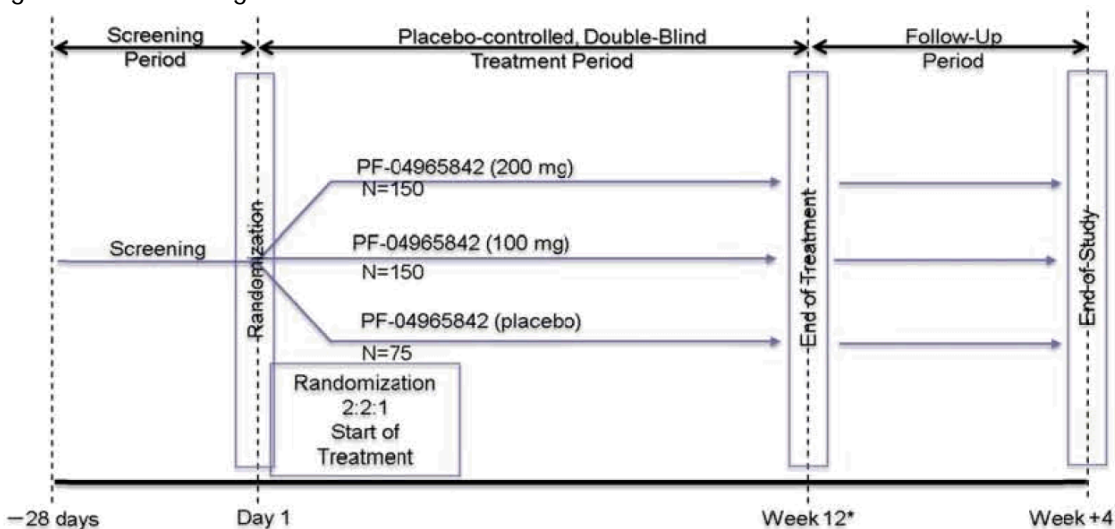 Screening
Period
Placebo-controlled, Double-Blind
Treatment Period
Follow-Up
Period
Randomization
PF-04965842 (200 mg)
N=150
Screening
PF-04965842 (100 mg)
N=150
PF-04965842 (placebo)
N=75
Randomization
2:2:1
Start of
Treatment
End of Treatment
End-of-Study
−28 days
Day 1
Week 12*
Week +4